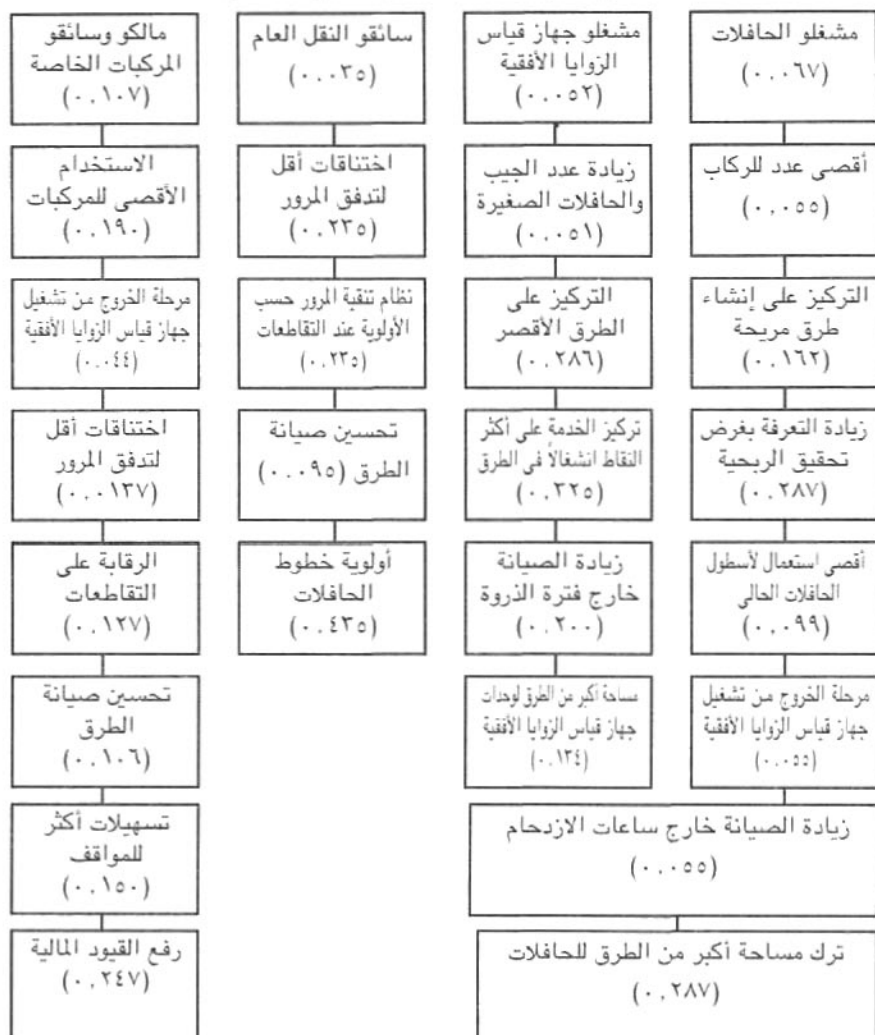 مشغلو الحافلات
(٠,٠٦٧)
أقصى عدد للركاب
(٠,٠٥٥)
التركيز على إنشاء
طرق مريحة
(٠,١٦٢)
زيادة التعرفة بغرض
تحقيق الربحية
(٠,٢٨٧)
أقصى استعمال لأسطول
الحافلات الحالى
(٠,٠٩٩)
مرحلة الخروج من تشغيل
جهاز قياس الزوايا الأفقية
(٠,٠٥٥)
زيادة الصيانة خارج ساعات الازدحام
(٠,٠٥٥)
ترك مساحة أكبر من الطرق للحافلات
(٠,٢٨٧)
مشغلو جهاز قياس
الزوايا الأفقية
(٠,٠٥٢)
زيادة عدد الجيب
والحافلات الصغيرة
(٠,٠٥١)
التركيز على
الطرق الأقصر
(٠,٢٨٦)
تركيز الخدمة على أكثر
النقاط انشغالاً فى الطرق
(٠,٣٢٥)
زيادة الصيانة
خارج فترة الذروة
(٠,٢٠٠)
مساحة أكبر من الطرق لوحدات
جهاز قياس الزوايا الأفقية
(٠,١٣٤)
سائقو النقل العام
(٠,٠٣٥)
اختناقات أقل
لتدفق المرور
(٠,٢٣٥)
نظام تنقية المرور حسب
الأولوية عند التقاطعات
(٠,٢٣٥)
تحسين صيانة
الطرق (٠,٠٩٥)
أولوية خطوط
الحافلات
(٠,٤٣٥)
مالكو وسائقو
المركبات الخاصة
(٠,١٠٧)
الاستخدام
الأقصى للمركبات
(٠,١٩٠)
مرحلة الخروج من تشغيل
جهاز قياس الزوايا الأفقية
(٠,٠٤٤)
اختناقات أقل
لتدفق المرور
(٠,٠١٣٧)
الرقابة على
التقاطعات
(٠,١٢٧)
تحسين صيانة
الطرق
(٠,١٠٦)
تسهيلات أكثر
للمواقف
(٠,١٥٠)
رفع القيود المالية
(٠,٢٤٧)